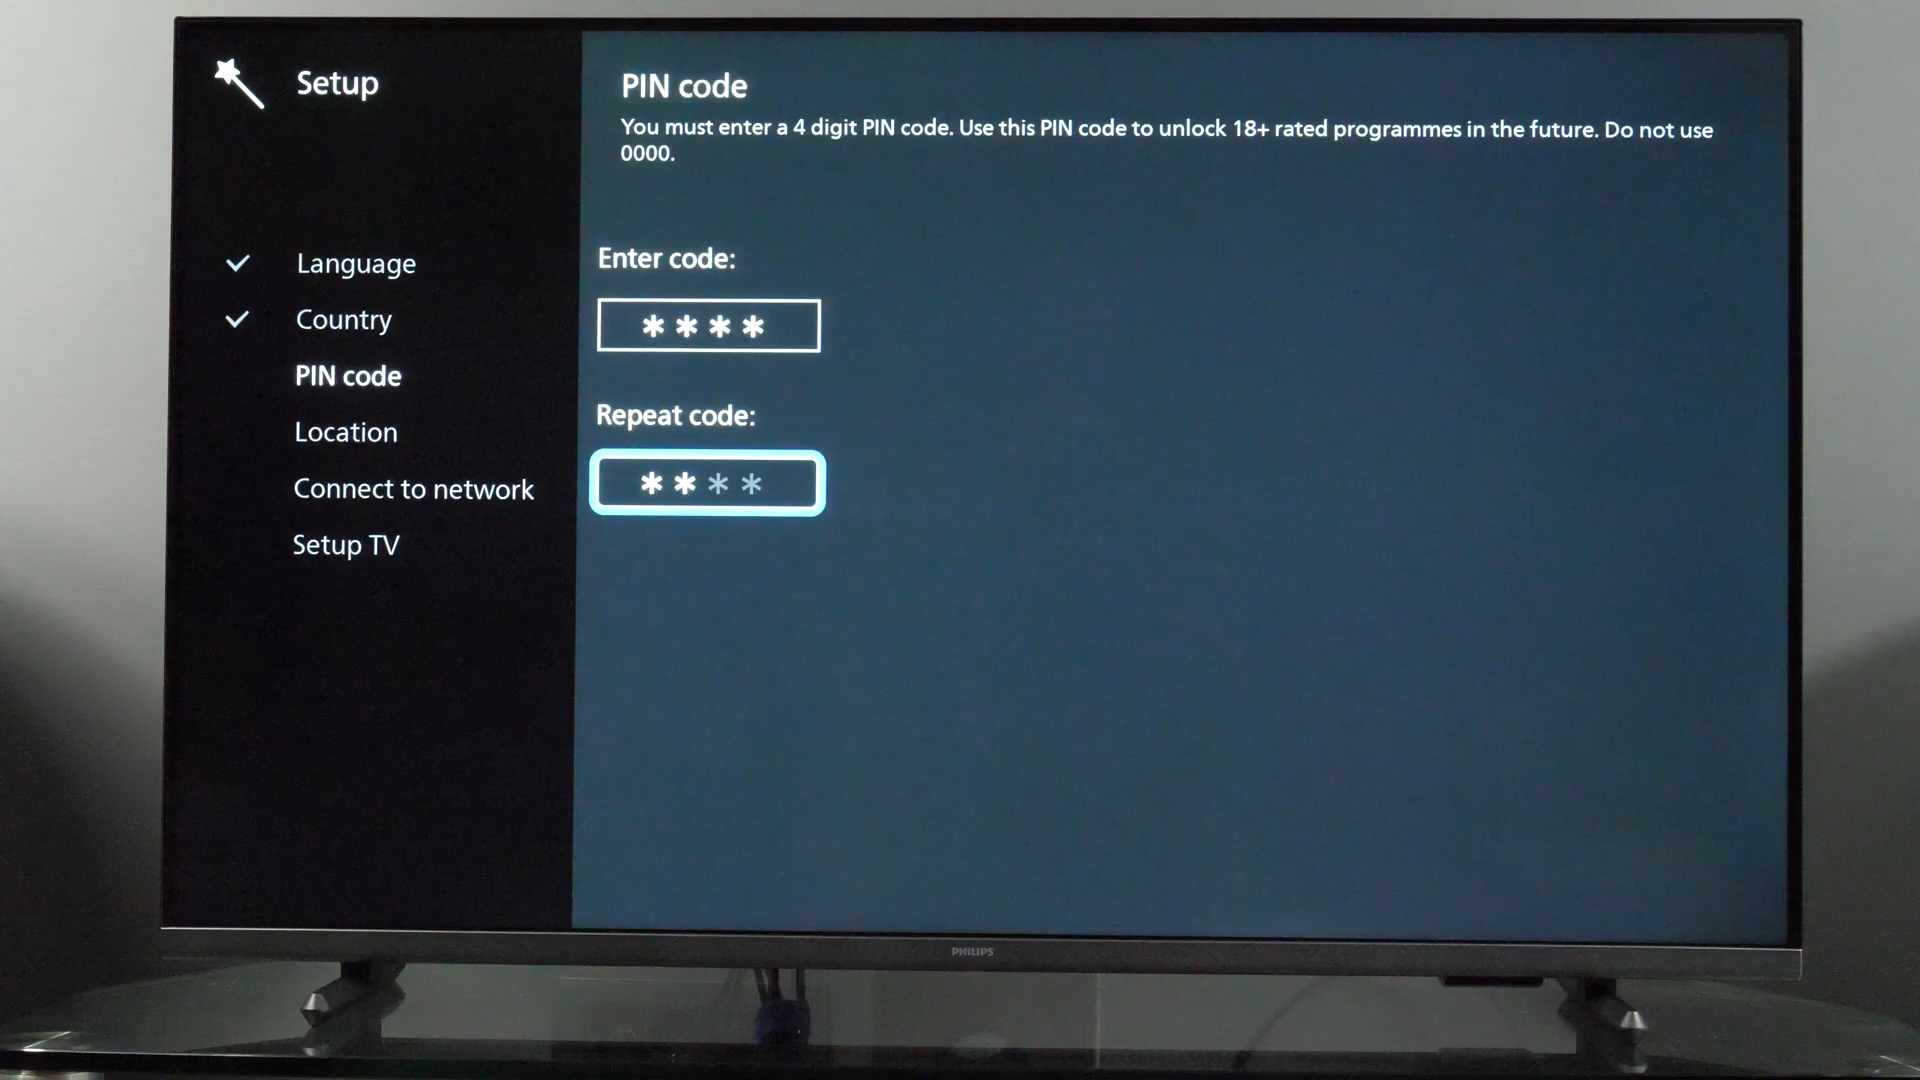 Setup
Language
Country
PIN code
Location
Connect to network
Setup TV
PIN code
You must enter a 4 digit PIN code. Use this PIN code to unlock 18+ rated programmes in the future. Do not use
0000.
Enter code:
* * * *
Repeat code:
* * * *
PHILIPS